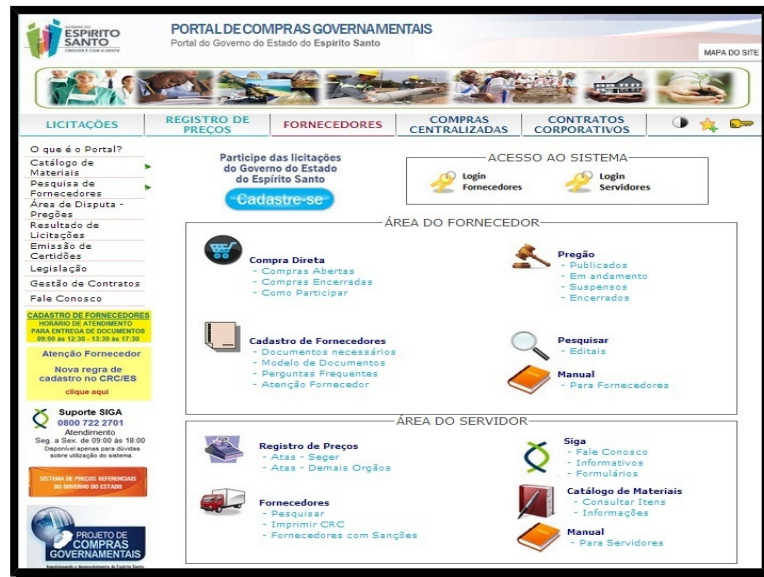 GOVERNO DO
ESPIRITO
SANTO
CRESCER É COM A GENTE
PORTAL DE COMPRAS GOVERNAMENTAIS
Portal do Governo do Estado do Espírito Santo
MAPA DO SITE
LICITAÇÕES
REGISTRO DE
PREÇOS
FORNECEDORES
COMPRAS
CENTRALIZADAS
CONTRATOS
CORPORATIVOS
O que é o Portal?
Catálogo de
Materiais
Pesquisa de
Fornecedores
Área de Disputa -
Pregões
Resultado de
Licitações
Emissão de
Certidões
Legislação
Gestão de Contratos
Fale Conosco
CADASTRO DE FORNECEDORES
HORÁRIO DE ATENDIMENTO
PARA ENTREGA DE DOCUMENTOS
09:00 às 12:30 - 13:30 às 17:30
Atenção Fornecedor
Nova regra de
cadastro no CRC/ES
clique aqui
Suporte SIGA
0800 722 2701
Atendimento
Seg. a Sex. de 09:00 às 18:00
Disponível apenas para dúvidas
sobre utilização do sistema.
SISTEMA DE PREÇOS REFERENCIAIS
DO GOVERNO DO ESTADO
PROJETO DE
COMPRAS
GOVERNAMENTAIS
Impulsionando o desenvolvimento do Espírito Santo
Participe das licitações
do Governo do Estado
do Espírito Santo
Cadastre-se
ACESSO AO SISTEMA
Login
Fornecedores
Login
Servidores
ÁREA DO FORNECEDOR
Compra Direta
- Compras Abertas
- Compras Encerradas
- Como Participar
Pregão
- Publicados
- Em andamento
- Suspensos
- Encerrados
Cadastro de Fornecedores
- Documentos necessários
- Modelo de Documentos
- Perguntas Frequentes
- Atenção Fornecedor
Pesquisar
- Editais
Manual
- Para Fornecedores
ÁREA DO SERVIDOR
Registro de Preços
- Atas - Seger
- Atas - Demais Orgãos
Siga
- Fale Conosco
- Informativos
- Formulários
Fornecedores
- Pesquisar
- Imprimir CRC
- Fornecedores com Sanções
Catálogo de Materiais
- Consultar Itens
- Informações
Manual
- Para Servidores